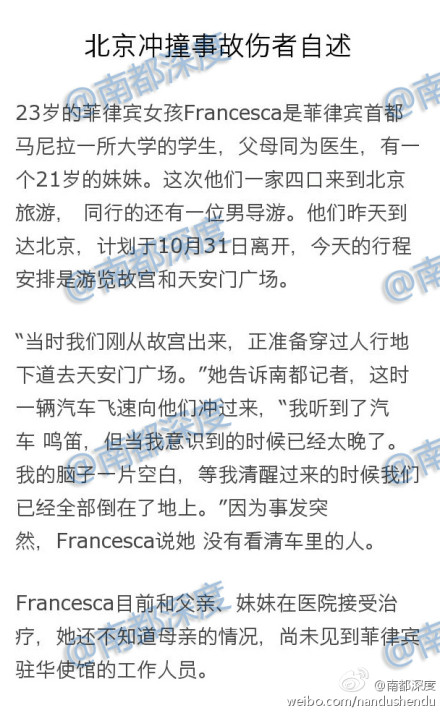 北京冲撞事故伤者自述
23岁的菲律宾女孩Francesca是菲律宾首都
马尼拉一所大学的学生，父母同为医生，有一
个21岁的妹妹。这次他们一家四口来到北京
旅游， 同行的还有一位男导游。他们昨天到
达北京，计划于10月31日离开，今天的行程
安排是游览故宫和天安门广场。
“当时我们刚从故宫出来，正准备穿过人行地
下道去天安门广场。”她告诉南都记者，这时
一辆汽车飞速向他们冲过来，“我听到了汽
车 鸣笛，但当我意识到的时候已经太晚了。
我的脑子一片空白，等我清醒过来的时候我们
已经全部倒在了地上。”因为事发突
然，Francesca说她 没有看清车里的人。
Francesca目前和父亲、妹妹在医院接受治
疗，她还不知道母亲的情况，尚未见到菲律宾
驻华使馆的工作人员。
@南都深度
@南都深度
@南都深度
@南都深度
@南都深度
weibo.com/nandushendu